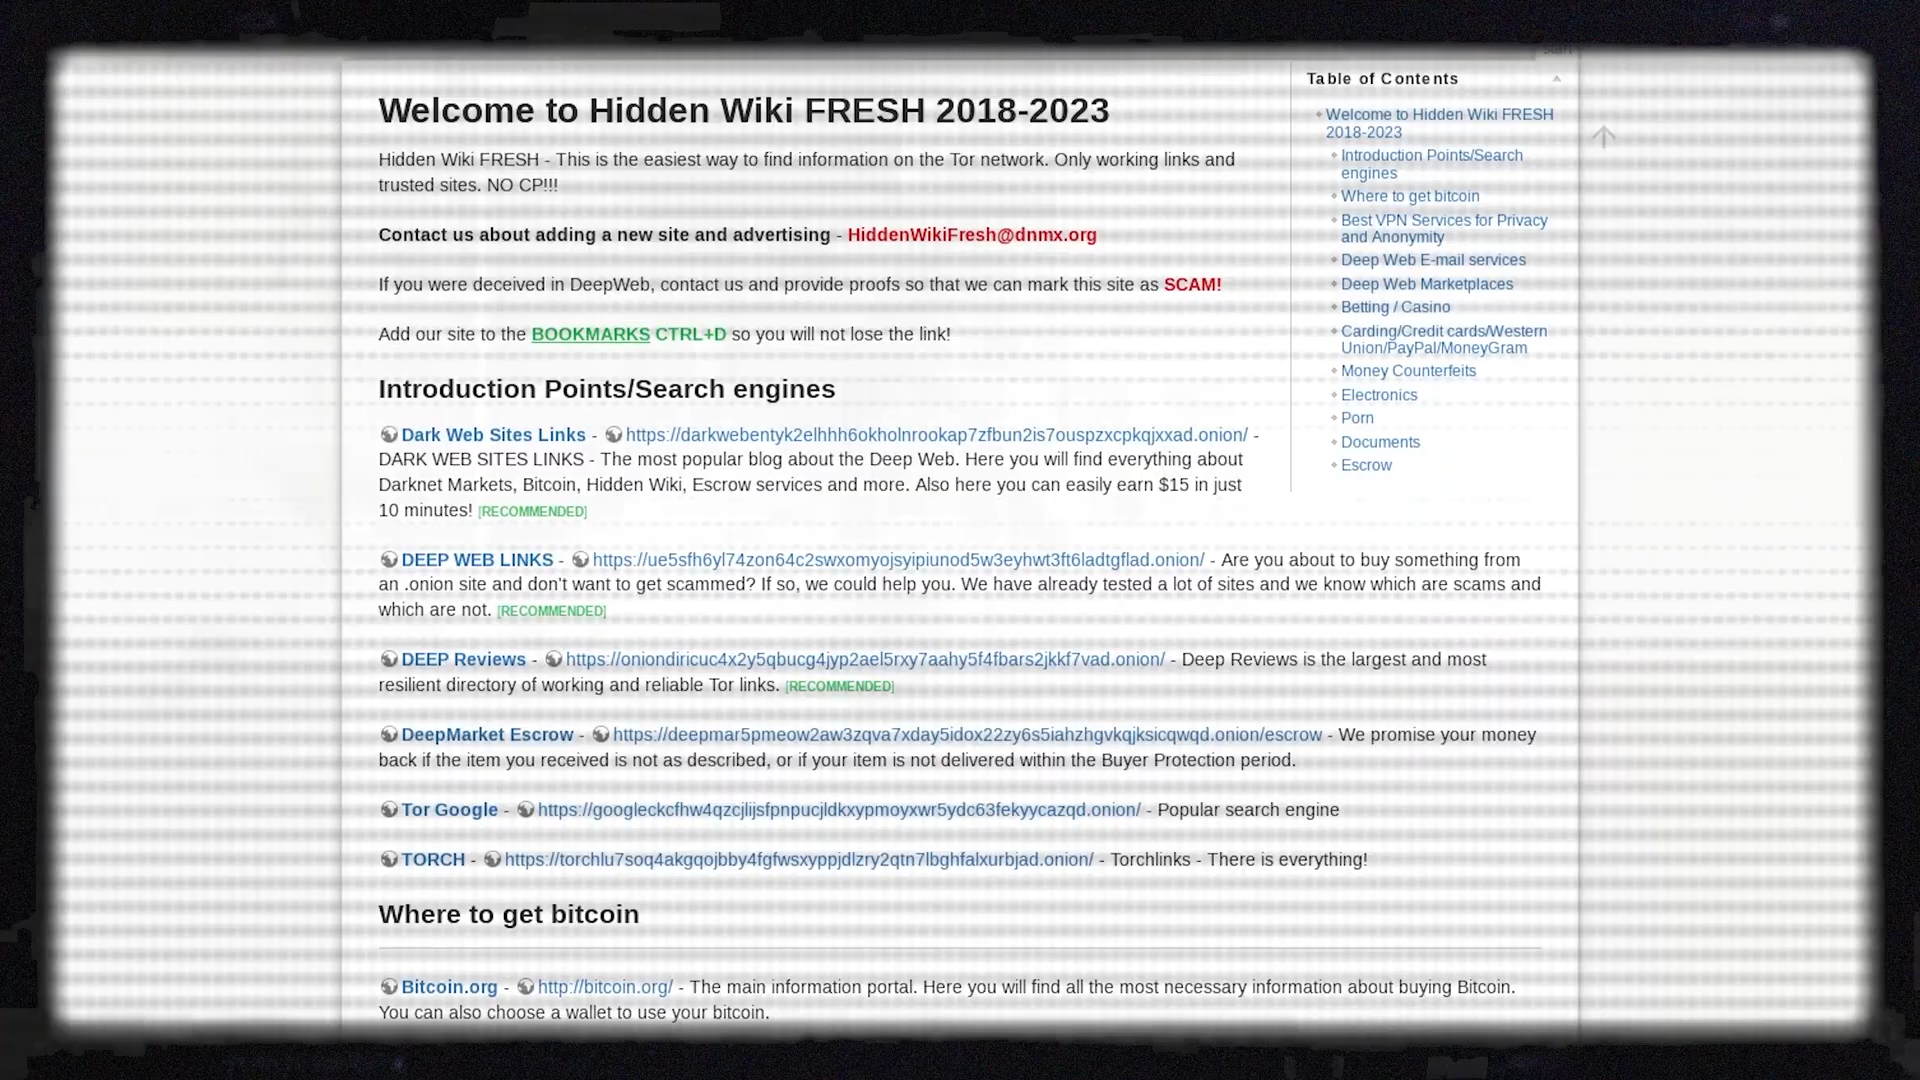 start
Welcome to Hidden Wiki FRESH 2018-2023
Hidden Wiki FRESH - This is the easiest way to find information on the Tor network. Only working links and
trusted sites. NO CP!!!
Contact us about adding a new site and advertising - HiddenWikiFresh@dnmx.org
If you were deceived in DeepWeb, contact us and provide proofs so that we can mark this site as SCAM!
Add our site to the BOOKMARKS CTRL+D so you will not lose the link!
Introduction Points/Search engines
Dark Web Sites Links - https://darkwebentyk2elhhh6okholnrookap7zfbun2is7ouspzxcpkqjxxad.onion/ -
DARK WEB SITES LINKS - The most popular blog about the Deep Web. Here you will find everything about
Darknet Markets, Bitcoin, Hidden Wiki, Escrow services and more. Also here you can easily earn $15 in just
10 minutes! [RECOMMENDED]
DEEP WEB LINKS - https://ue5sfh6yl74zon64c2swxomyojsyipiunod5w3eyhwt3ft6ladtgflad.onion/ - Are you about to buy something from
an .onion site and don't want to get scammed? If so, we could help you. We have already tested a lot of sites and we know which are scams and
which are not. [RECOMMENDED]
DEEP Reviews - https://oniondiricuc4x2y5qbucg4jyp2ael5rxy7aahy5f4fbars2jkkf7vad.onion/ - Deep Reviews is the largest and most
resilient directory of working and reliable Tor links. [RECOMMENDED]
DeepMarket Escrow - https://deepmar5pmeow2aw3zqva7xday5idox22zy6s5iahzhgvkqjksicqwqd.onion/escrow - We promise your money
back if the item you received is not as described, or if your item is not delivered within the Buyer Protection period.
Tor Google - https://googleckcfhw4qzcjlijsfpnpucjldkxypmoyxwr5ydc63fekyycazqd.onion/ - Popular search engine
TORCH - https://torchlu7soq4akgqojbby4fgfwsxyppjdlzry2qtn7lbghfalxurbjad.onion/ - Torchlinks - There is everything!
Where to get bitcoin
Bitcoin.org - http://bitcoin.org/ - The main information portal. Here you will find all the most necessary information about buying Bitcoin.
You can also choose a wallet to use your bitcoin.
Table of Contents
Welcome to Hidden Wiki FRESH
2018-2023
Introduction Points/Search
engines
Where to get bitcoin
Best VPN Services for Privacy
and Anonymity
Deep Web E-mail services
Deep Web Marketplaces
Betting / Casino
Carding/Credit cards/Western
Union/PayPal/MoneyGram
Money Counterfeits
Electronics
Porn
Documents
Escrow